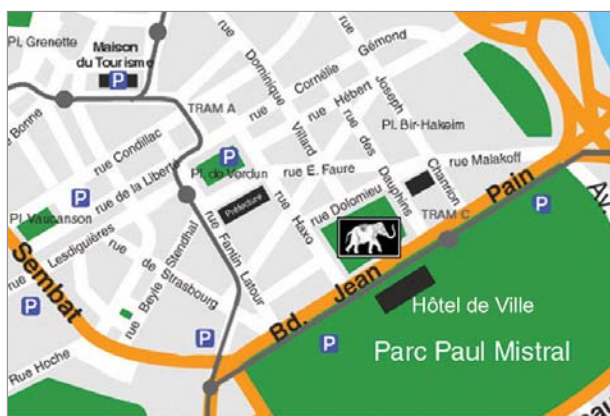 Pl. Grenette
Maison
du Tourisme
P
rue
Dominique
Villard
rue
Cornélie
Gémond
rue
Hébert
Joseph
Chanrion
Pl. Bir-Hakeim
TRAM A
rue Condillac
rue de la Liberté
P
Pl. de Verdun
rue E. Faure
rue
des
Dauphins
rue Malakoff
Préfecture
P
Pl. Vaucanson
rue
Lesdiguières
rue
de
Strasbourg
rue Beyle Stendhal
rue Fantin Latour
rue
Haxo
rue Dolomieu
TRAM C
P
Av.
Sembat
Bd. Jean Pain
P
P
P
Hôtel de Ville
Parc Paul Mistral
Rue Hoche